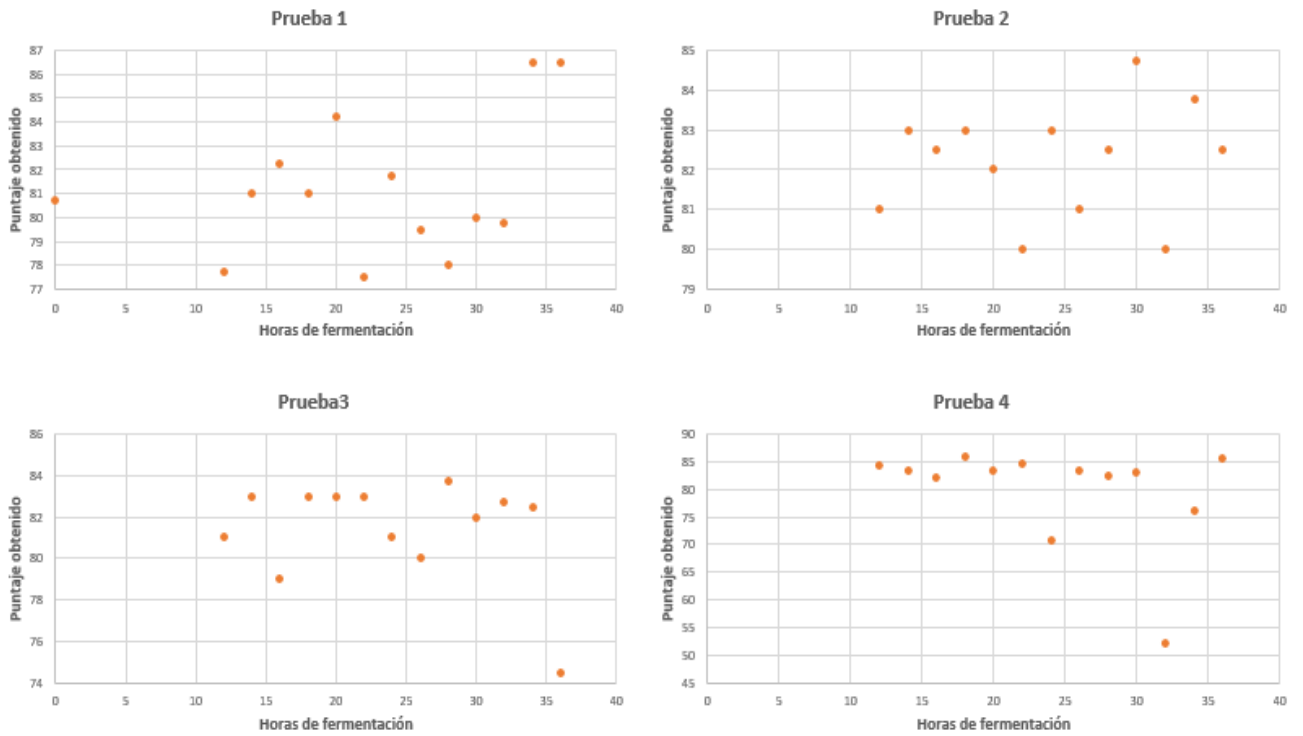 Prueba 1
Puntaje obtenido
87
86
85
84
83
82
81
80
79
78
77
0 5 10 15 20 25 30 35 40
Horas de fermentación
Prueba 2
Puntaje obtenido
85
84
83
82
81
80
79
0 5 10 15 20 25 30 35 40
Horas de fermentación
Prueba3
Puntaje obtenido
86
84
82
80
78
76
74
0 5 10 15 20 25 30 35 40
Horas de fermentación
Prueba 4
Puntaje obtenido
90
85
80
75
70
65
60
55
50
45
0 5 10 15 20 25 30 35 40
Horas de fermentación